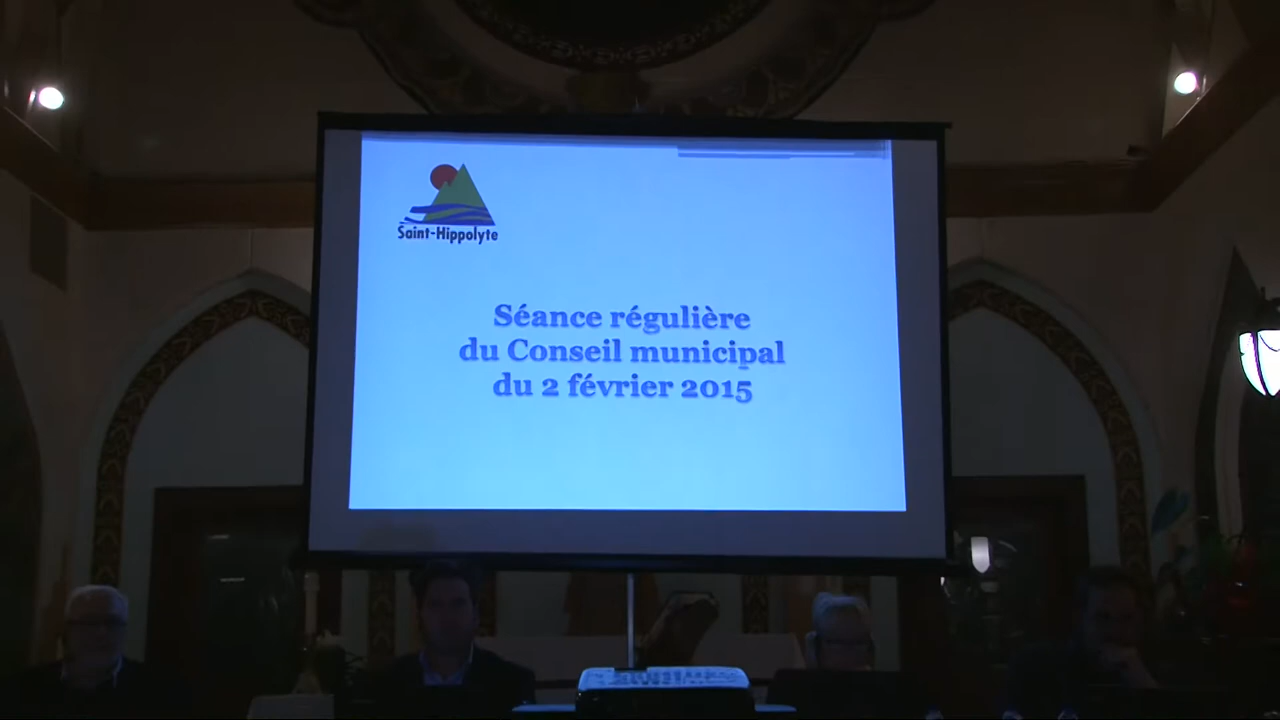 Saint-Hippolyte
Séance régulière
du Conseil municipal
du 2 février 2015